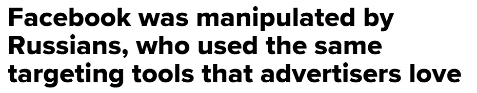 Facebook was manipulated by
Russians, who used the same
targeting tools that advertisers love